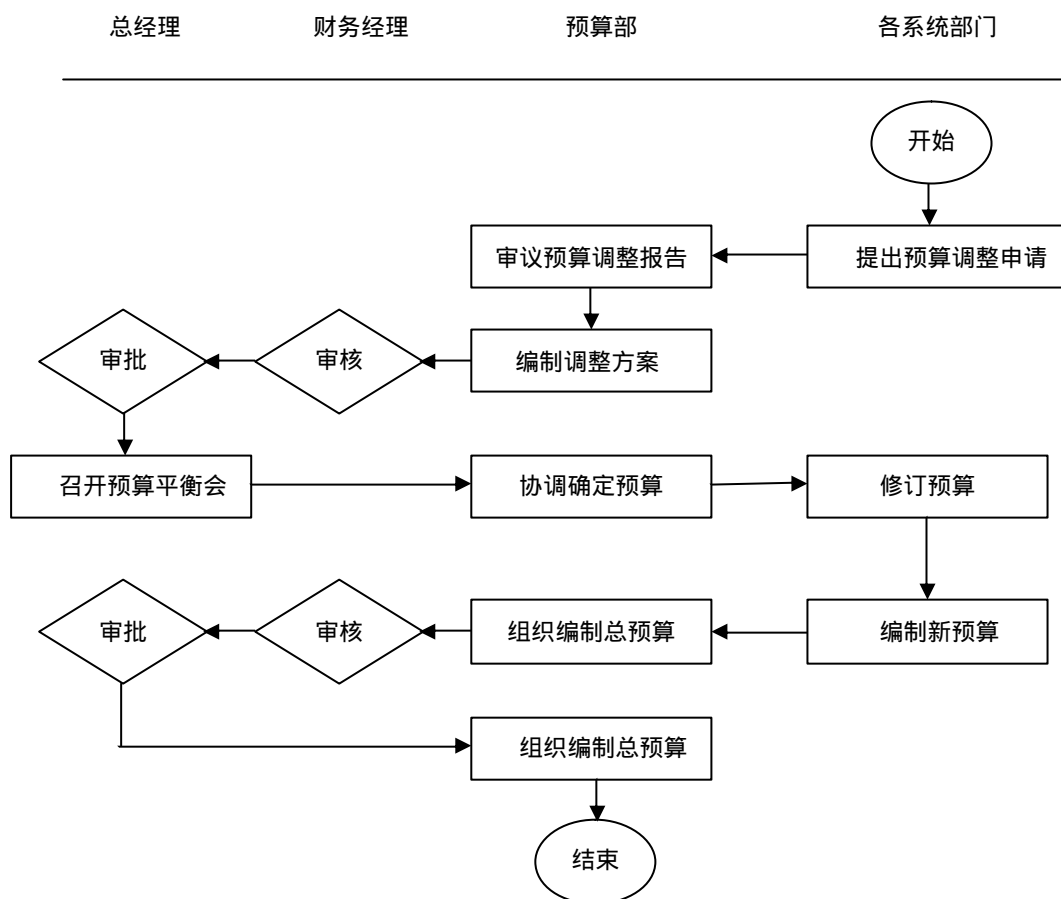 总经理
财务经理
预算部
各系统部门
开始
审议预算调整报告
提出预算调整申请
审批
审核
编制调整方案
召开预算平衡会
协调确定预算
修订预算
审批
审核
组织编制总预算
编制新预算
组织编制总预算
结束